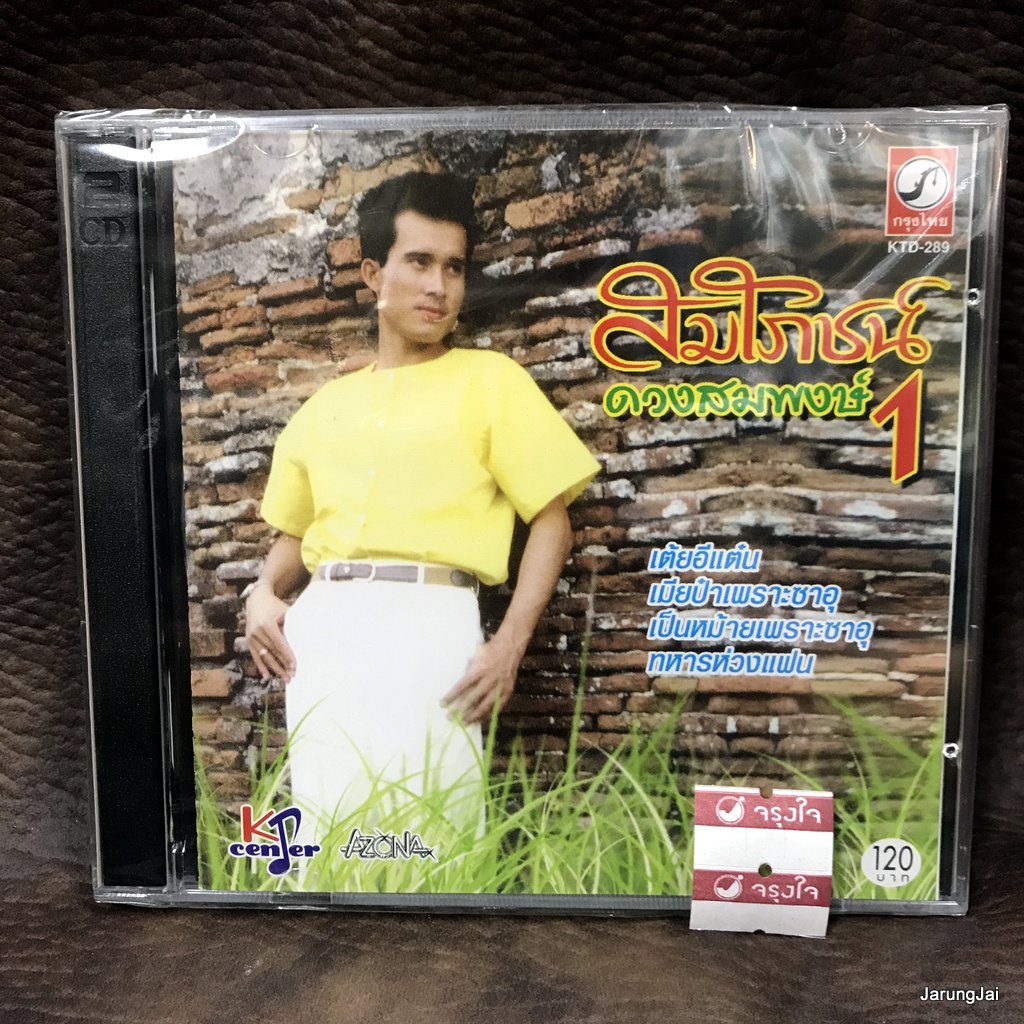 CD
กรุงไทย
KTD-289
สมโภชน์
ดวงสมพงษ์ 1
เต้ยอีแต๋น
เมียป๋าเพราะซาอุ
เป็นหม้ายเพราะซาอุ
ทหารห่วงแฟน
KP
center
AZONA
จรุงใจ
จรุงใจ
120
บาท
JarungJai